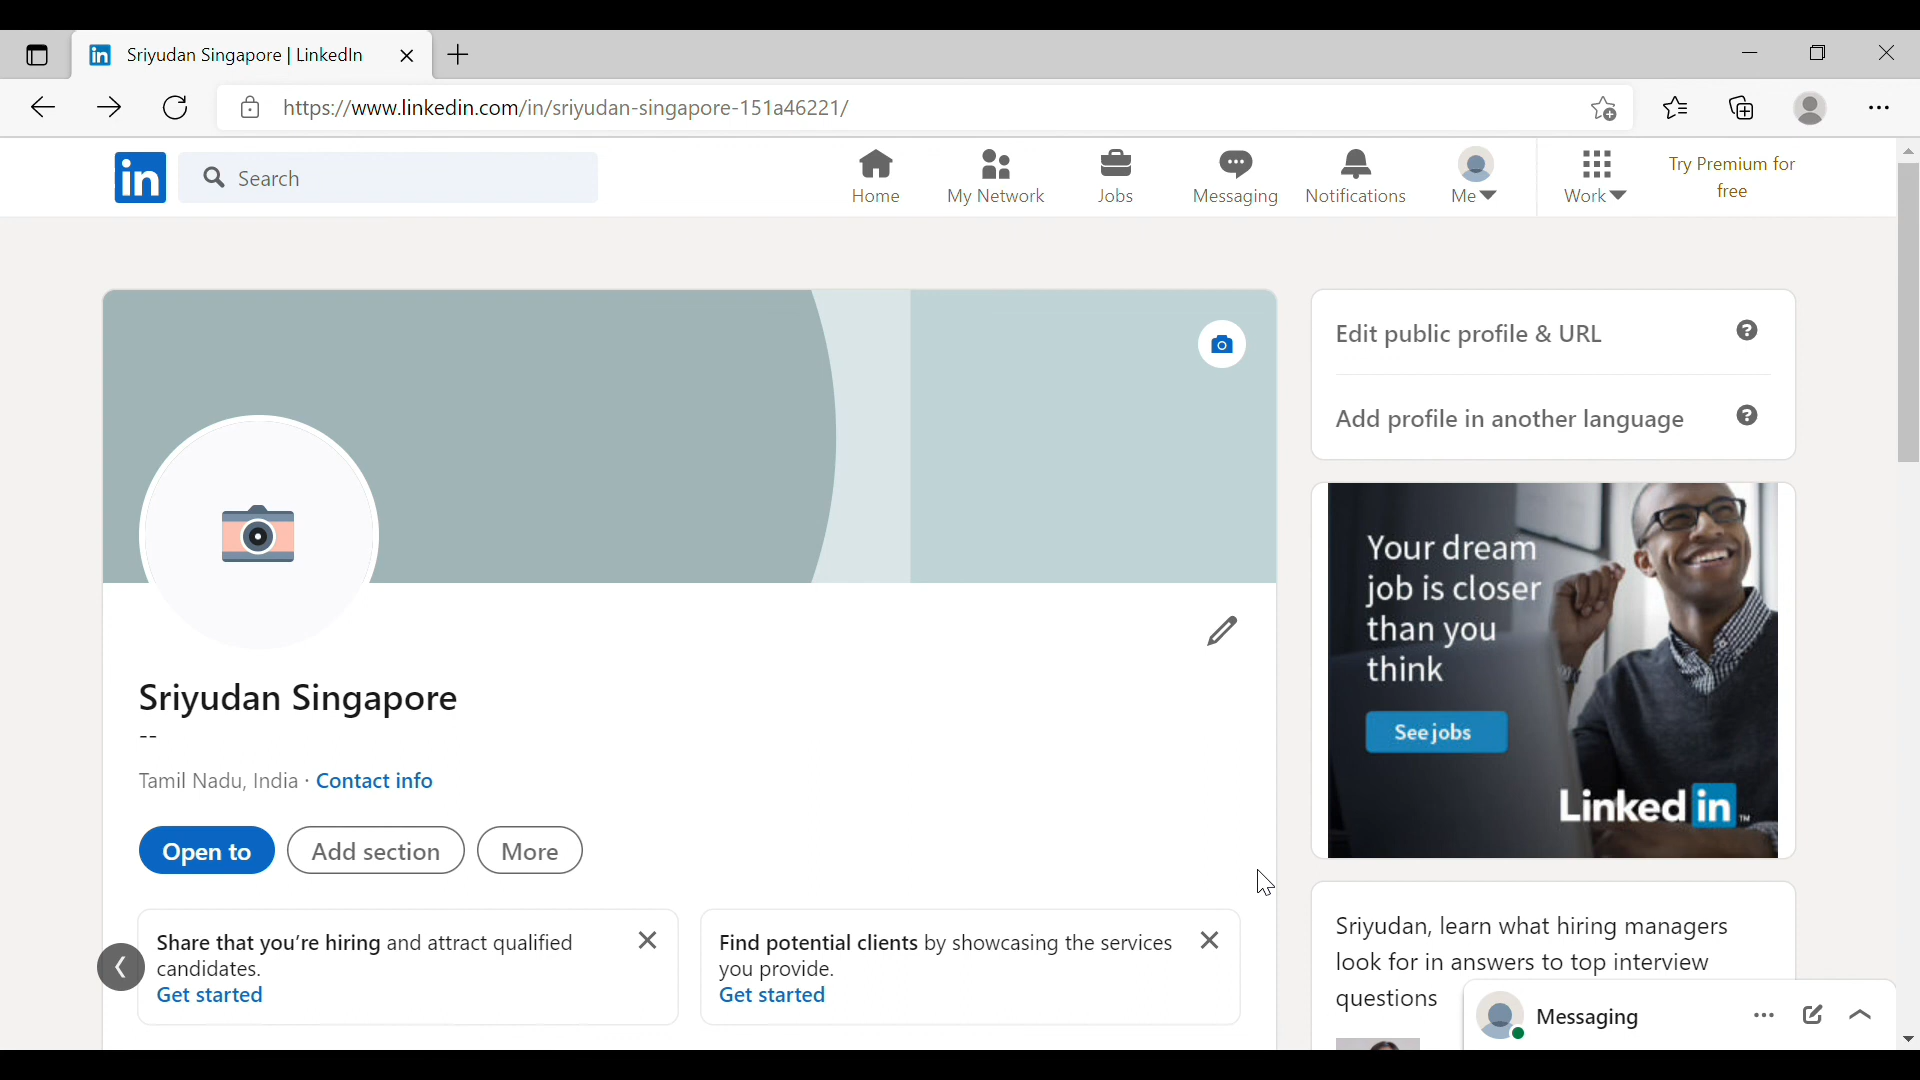 Sriyudan Singapore | LinkedIn
https://www.linkedin.com/in/sriyudan-singapore-151a46221/
in
Search
Home
My Network
Jobs
Messaging
Notifications
Me
Work
Try Premium for
free
Edit public profile & URL
Add profile in another language
Your dream
job is closer
than you
think
See jobs
Linked in TM
Sriyudan Singapore
--
Tamil Nadu, India · Contact info
Open to
Add section
More
Share that you're hiring and attract qualified
candidates.
Get started
Find potential clients by showcasing the services
you provide.
Get started
Sriyudan, learn what hiring managers
look for in answers to top interview
questions
Messaging